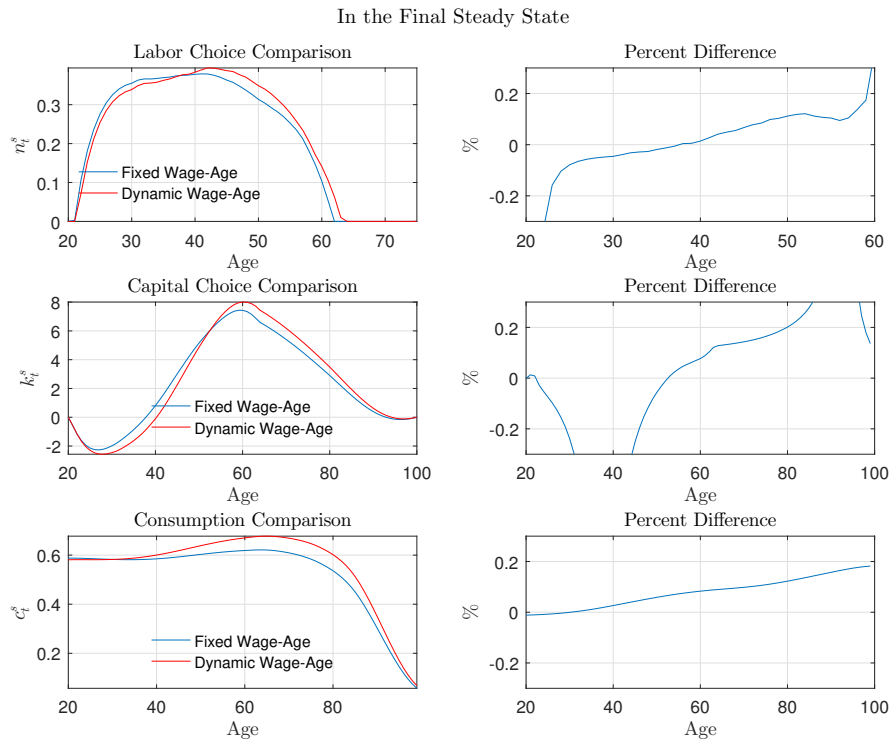 In the Final Steady State
Labor Choice Comparison
0.3
0.2
0.1
0
n_t^s
Fixed Wage-Age
Dynamic Wage-Age
20 30 40 50 60 70
Age
Percent Difference
0.2
0
-0.2
%
20 30 40 50 60
Age
Capital Choice Comparison
8
6
4
2
0
-2
k_t^s
Fixed Wage-Age
Dynamic Wage-Age
20 40 60 80 100
Age
Percent Difference
0.2
0
-0.2
%
20 40 60 80 100
Age
Consumption Comparison
0.6
0.4
0.2
c_t^s
Fixed Wage-Age
Dynamic Wage-Age
20 40 60 80
Age
Percent Difference
0.2
0
-0.2
%
20 40 60 80 100
Age